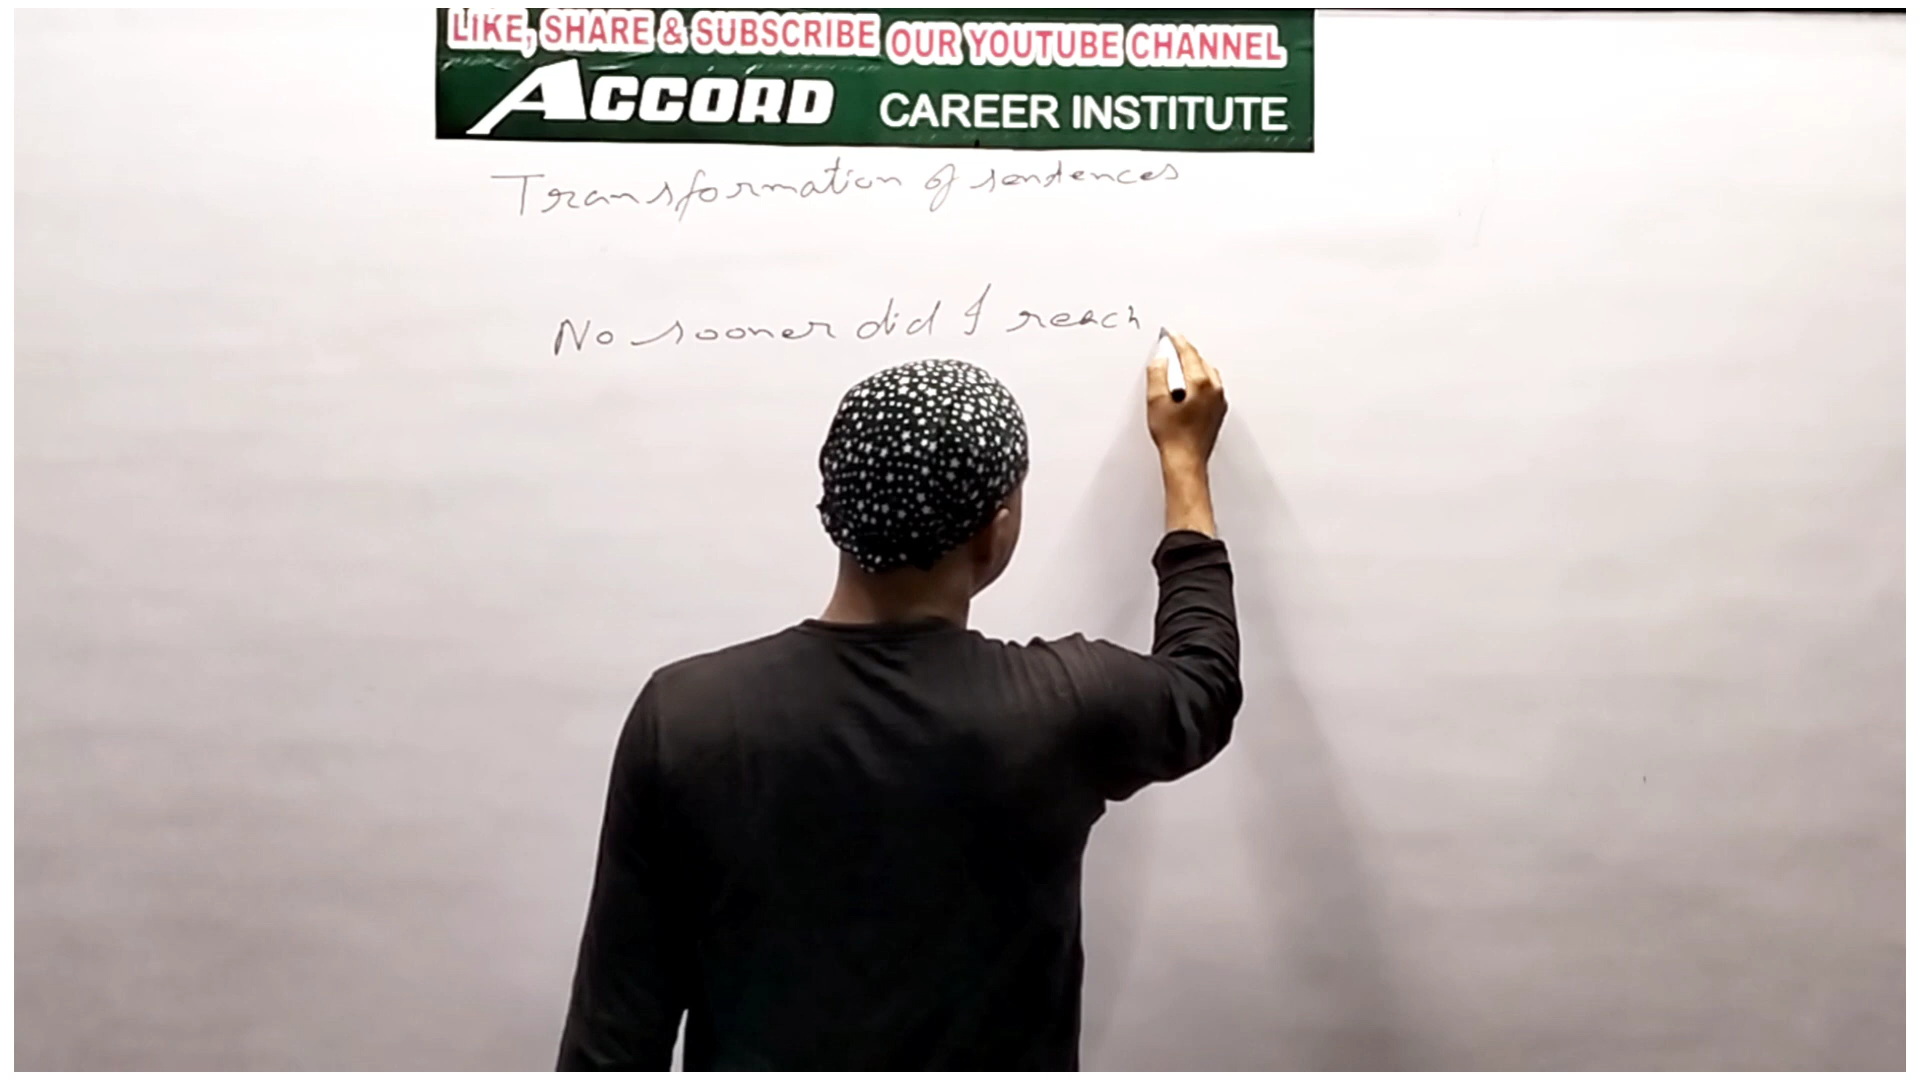 LIKE, SHARE & SUBSCRIBE OUR YOUTUBE CHANNEL
ACCORD CAREER INSTITUTE
Transformation of sentences
No sooner did I reach